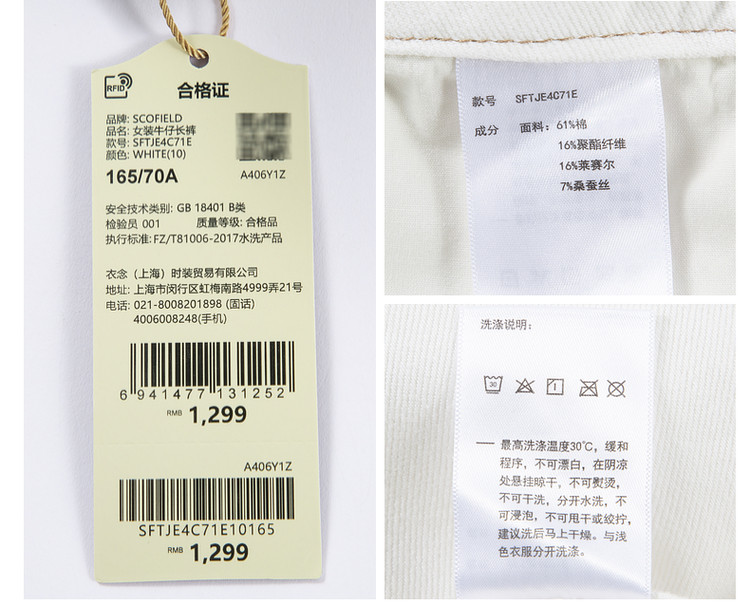 RFID
合格证
品牌: SCOFIELD
品名: 女装牛仔长裤
款号: SFTJE4C71E
颜色: WHITE(10)
165/70A
A406Y1Z
安全技术类别: GB 18401 B类
检验员 001 质量等级: 合格品
执行标准: FZ/T81006-2017水洗产品
衣念（上海）时装贸易有限公司
地址: 上海市闵行区虹梅南路4999弄21号
电话: 021-8008201898 (固话)
4006008248(手机)
6 941477 131252
RMB 1,299
A406Y1Z
SFTJE4C71E10165
RMB 1,299
款号 SFTJE4C71E
成分 面料: 61%棉
16%聚酯纤维
16%莱赛尔
7%桑蚕丝
洗涤说明:
30
— 最高洗涤温度30℃，缓和
程序，不可漂白，在阴凉
处悬挂晾干，不可熨烫，
不可干洗，分开水洗，不
可浸泡，不可甩干或绞拧，
建议洗后马上干燥。与浅
色衣服分开洗涤。